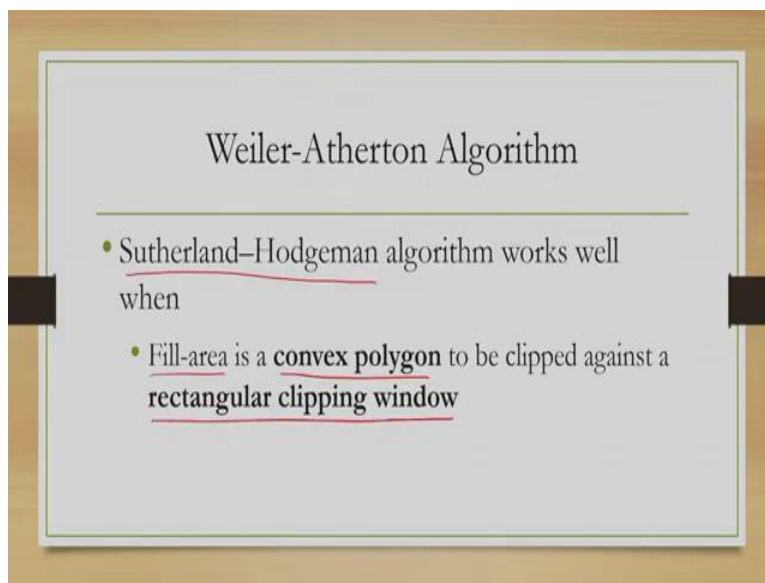 Weiler-Atherton Algorithm
• Sutherland–Hodgeman algorithm works well
when
• Fill-area is a convex polygon to be clipped against a
rectangular clipping window